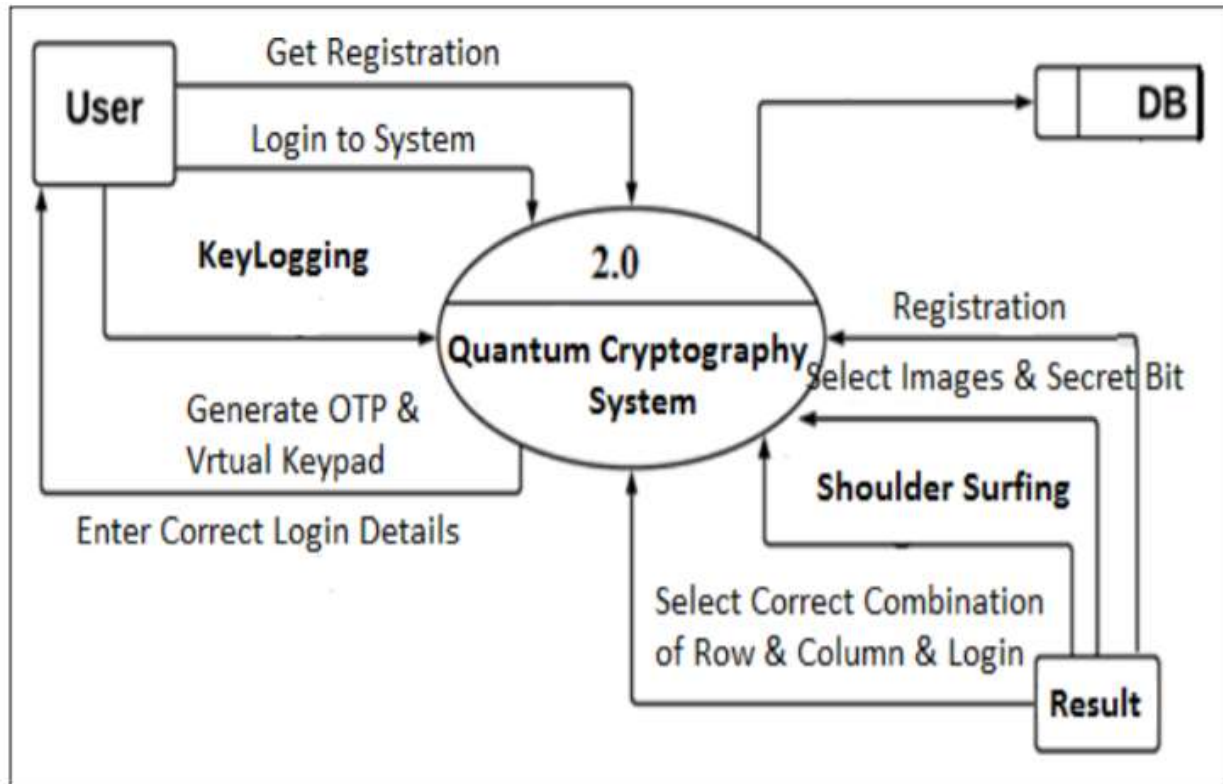 Get Registration
User
DB
Login to System
KeyLogging
2.0
Registration
Quantum Cryptography
System
Select Images & Secret Bit
Generate OTP &
Vrtual Keypad
Shoulder Surfing
Enter Correct Login Details
Select Correct Combination
of Row & Column & Login
Result